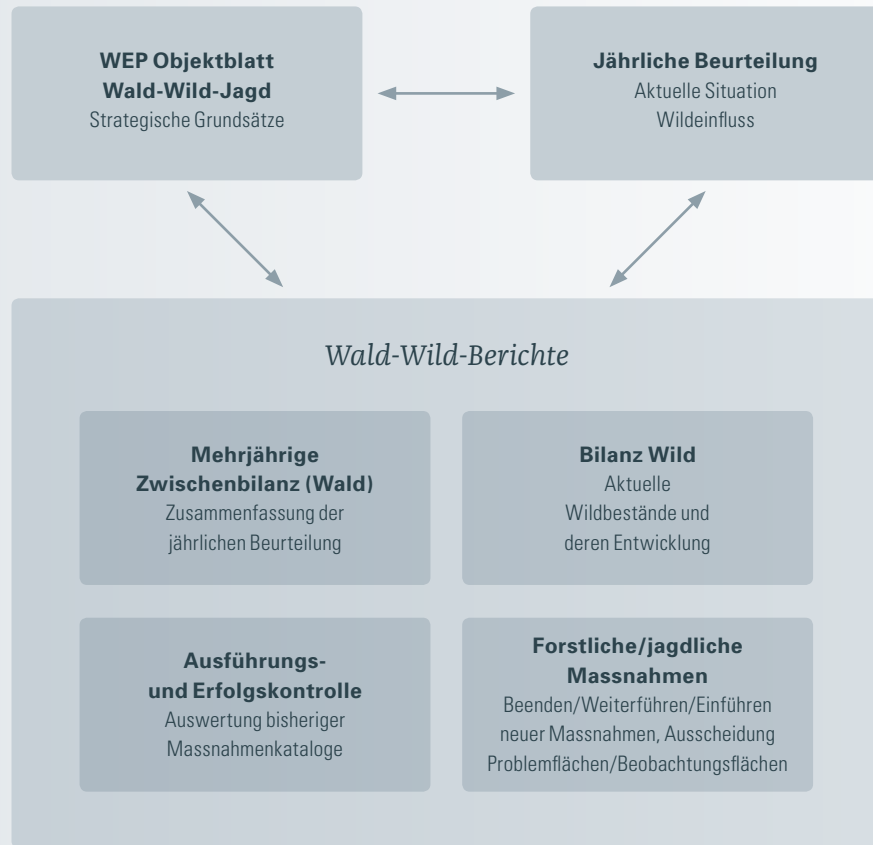 WEP Objektblatt
Wald-Wild-Jagd
Strategische Grundsätze
Jährliche Beurteilung
Aktuelle Situation
Wildeinfluss
Wald-Wild-Berichte
Mehrjährige
Zwischenbilanz (Wald)
Zusammenfassung der
jährlichen Beurteilung
Bilanz Wild
Aktuelle
Wildbestände und
deren Entwicklung
Ausführungs-
und Erfolgskontrolle
Auswertung bisheriger
Massnahmenkataloge
Forstliche/jagdliche
Massnahmen
Beenden/Weiterführen/Einführen
neuer Massnahmen, Ausscheidung
Problemflächen/Beobachtungsflächen